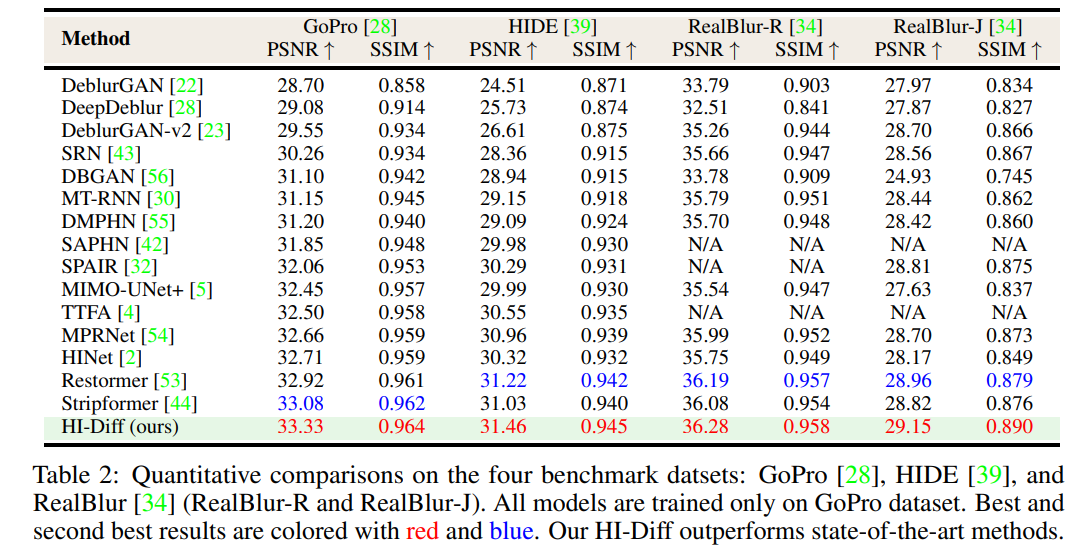 Method GoPro [28] HIDE [39] RealBlur-R [34] RealBlur-J [34]
PSNR ↑ SSIM ↑ PSNR ↑ SSIM ↑ PSNR ↑ SSIM ↑ PSNR ↑ SSIM ↑
DeblurGAN [22] 28.70 0.858 24.51 0.871 33.79 0.903 27.97 0.834
DeepDeblur [28] 29.08 0.914 25.73 0.874 32.51 0.841 27.87 0.827
DeblurGAN-v2 [23] 29.55 0.934 26.61 0.875 35.26 0.944 28.70 0.866
SRN [43] 30.26 0.934 28.36 0.915 35.66 0.947 28.56 0.867
DBGAN [56] 31.10 0.942 28.94 0.915 33.78 0.909 24.93 0.745
MT-RNN [30] 31.15 0.945 29.15 0.918 35.79 0.951 28.44 0.862
DMPHN [55] 31.20 0.940 29.09 0.924 35.70 0.948 28.42 0.860
SAPHN [42] 31.85 0.948 29.98 0.930 N/A N/A N/A N/A
SPAIR [32] 32.06 0.953 30.29 0.931 N/A N/A 28.81 0.875
MIMO-UNet+ [5] 32.45 0.957 29.99 0.930 35.54 0.947 27.63 0.837
TTFA [4] 32.50 0.958 30.55 0.935 N/A N/A N/A N/A
MPRNet [54] 32.66 0.959 30.96 0.939 35.99 0.952 28.70 0.873
HINet [2] 32.71 0.959 30.32 0.932 35.75 0.949 28.17 0.849
Restormer [53] 32.92 0.961 31.22 0.942 36.19 0.957 28.96 0.879
Stripformer [44] 33.08 0.962 31.03 0.940 36.08 0.954 28.82 0.876
HI-Diff (ours) 33.33 0.964 31.46 0.945 36.28 0.958 29.15 0.890
Table 2: Quantitative comparisons on the four benchmark datsets: GoPro [28], HIDE [39], and
RealBlur [34] (RealBlur-R and RealBlur-J). All models are trained only on GoPro dataset. Best and
second best results are colored with red and blue. Our HI-Diff outperforms state-of-the-art methods.